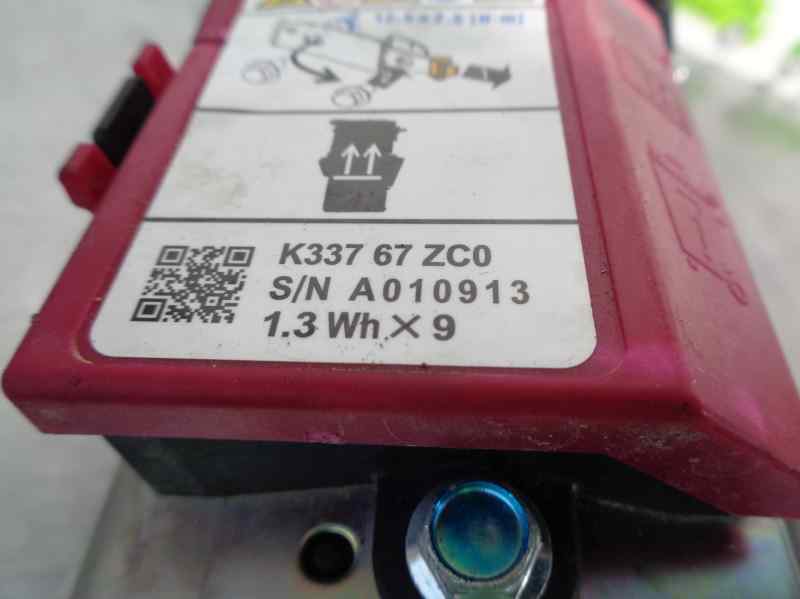 K337 67 ZC0
S/N A010913
1.3 Wh × 9